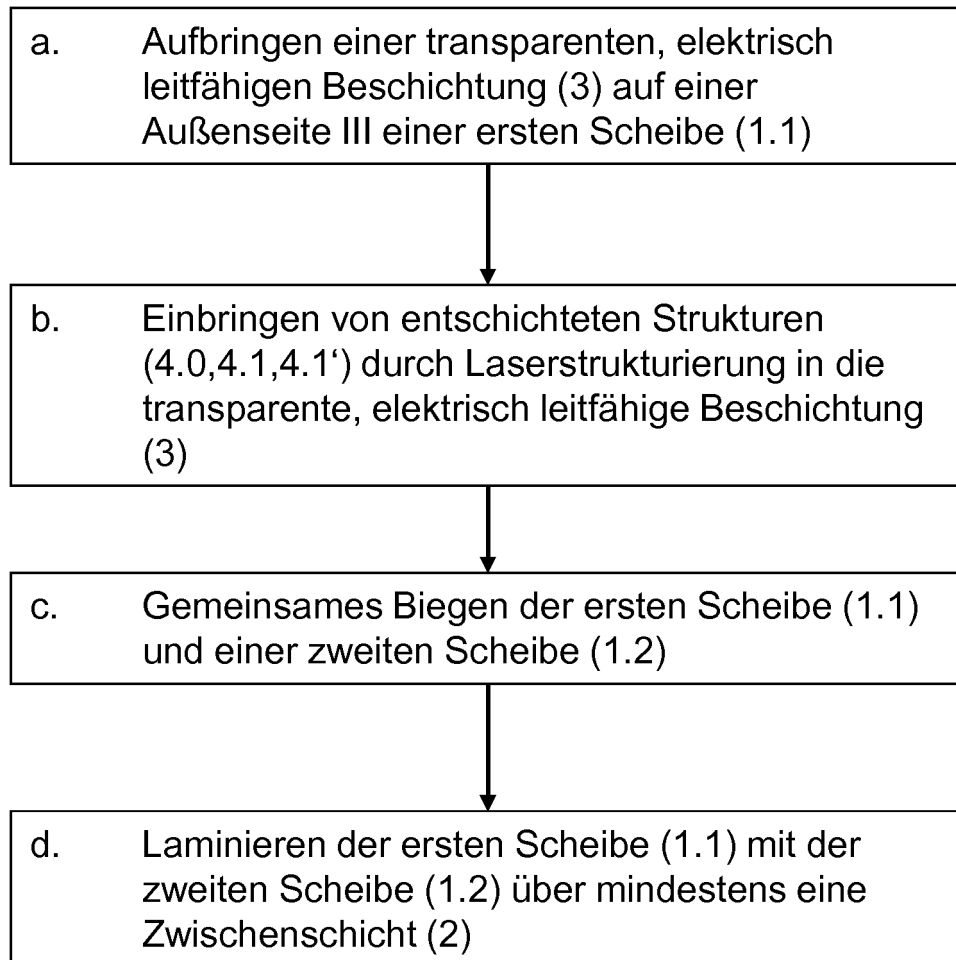 a. Aufbringen einer transparenten, elektrisch
leitfähigen Beschichtung (3) auf einer
Außenseite III einer ersten Scheibe (1.1)
b. Einbringen von entschichteten Strukturen
(4.0,4.1,4.1‘) durch Laserstrukturierung in die
transparente, elektrisch leitfähige Beschichtung
(3)
c. Gemeinsames Biegen der ersten Scheibe (1.1)
und einer zweiten Scheibe (1.2)
d. Laminieren der ersten Scheibe (1.1) mit der
zweiten Scheibe (1.2) über mindestens eine
Zwischenschicht (2)